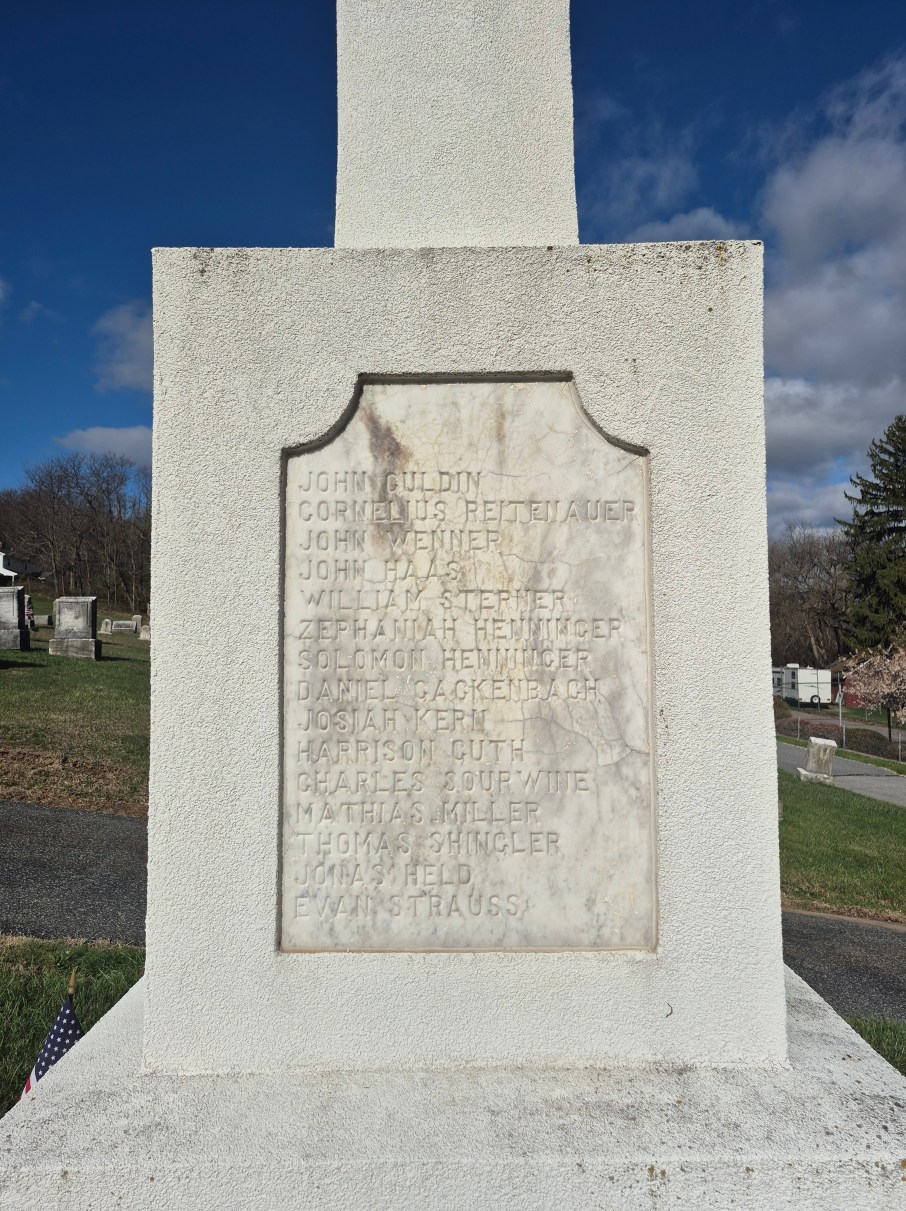 JOHN GULDIN
CORNELIUS REITENAUER
JOHN WENNER
JOHN HAAS
WILLIAM STERNER
ZEPHANIAH HENNINGER
SOLOMON HENNINGER
DANIEL GACKENBACH
JOSIAH KERN
HARRISON GUTH
CHARLES SOURWINE
MATHIAS MILLER
THOMAS SHINGLER
JONAS HELD
EVAN STRAUSS